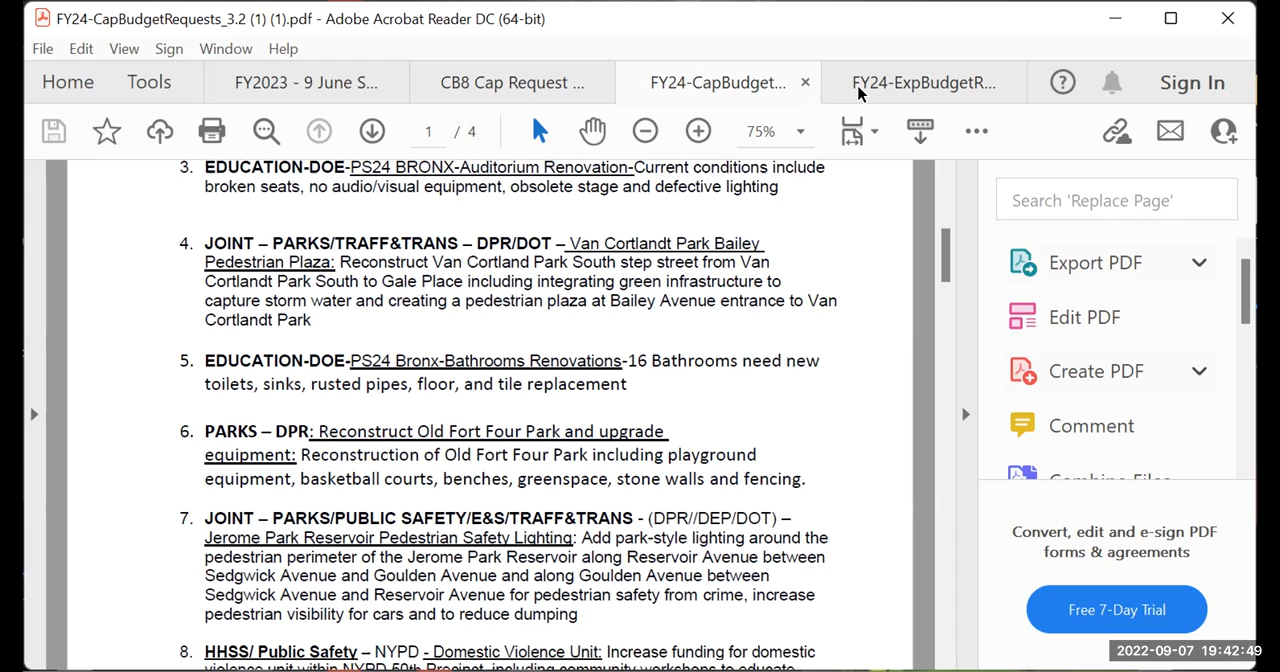 FY24-CapBudgetRequests_3.2 (1) (1).pdf - Adobe Acrobat Reader DC (64-bit)
File Edit View Sign Window Help
Home Tools FY2023 - 9 June S... CB8 Cap Request ... FY24-CapBudget... × FY24-ExpBudgetR... Sign In
1 / 4 75%
3. EDUCATION-DOE-PS24 BRONX-Auditorium Renovation-Current conditions include
broken seats, no audio/visual equipment, obsolete stage and defective lighting
4. JOINT – PARKS/TRAFF&TRANS – DPR/DOT – Van Cortlandt Park Bailey
Pedestrian Plaza: Reconstruct Van Cortland Park South step street from Van
Cortlandt Park South to Gale Place including integrating green infrastructure to
capture storm water and creating a pedestrian plaza at Bailey Avenue entrance to Van
Cortlandt Park
5. EDUCATION-DOE-PS24 Bronx-Bathrooms Renovations-16 Bathrooms need new
toilets, sinks, rusted pipes, floor, and tile replacement
6. PARKS – DPR: Reconstruct Old Fort Four Park and upgrade
equipment: Reconstruction of Old Fort Four Park including playground
equipment, basketball courts, benches, greenspace, stone walls and fencing.
7. JOINT – PARKS/PUBLIC SAFETY/E&S/TRAFF&TRANS - (DPR//DEP/DOT) –
Jerome Park Reservoir Pedestrian Safety Lighting: Add park-style lighting around the
pedestrian perimeter of the Jerome Park Reservoir along Reservoir Avenue between
Sedgwick Avenue and Goulden Avenue and along Goulden Avenue between
Sedgwick Avenue and Reservoir Avenue for pedestrian safety from crime, increase
pedestrian visibility for cars and to reduce dumping
8. HHSS/ Public Safety – NYPD - Domestic Violence Unit: Increase funding for domestic
violence unit within NYPD 50th Precinct, including community workshops to educate
Search 'Replace Page'
Export PDF
Edit PDF
Create PDF
Comment
Combine Files
Convert, edit and e-sign PDF
forms & agreements
Free 7-Day Trial
2022-09-07 19:42:49